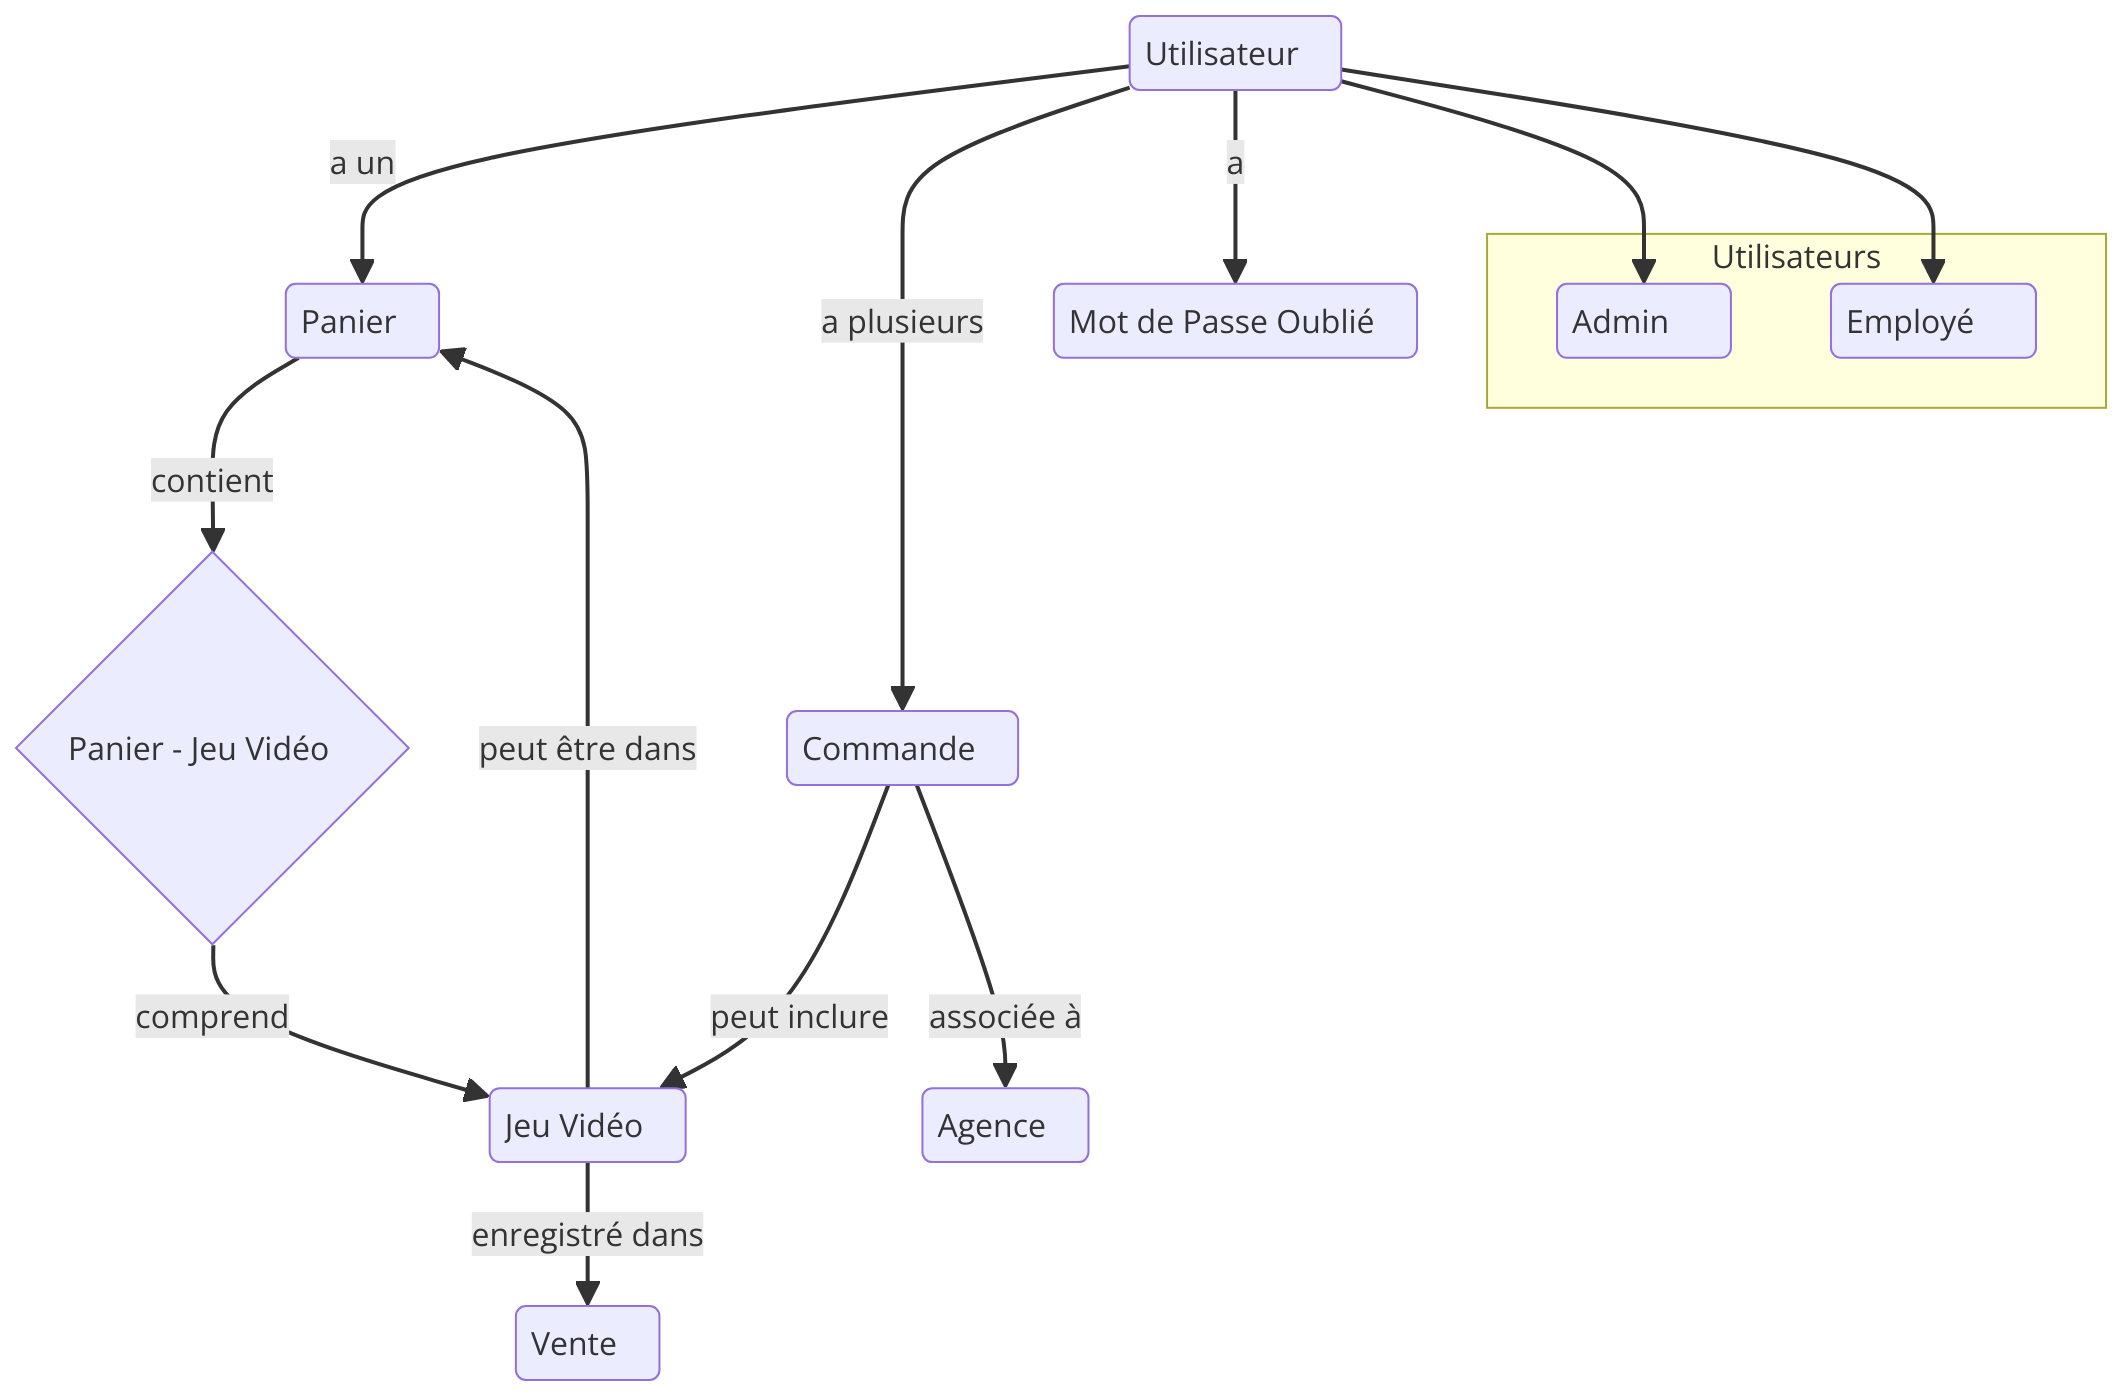 Utilisateur
a un
a
Utilisateurs
Panier
a plusieurs
Mot de Passe Oublié
Admin
Employé
contient
Panier - Jeu Vidéo
peut être dans
Commande
comprend
peut inclure
associée à
Jeu Vidéo
Agence
enregistré dans
Vente